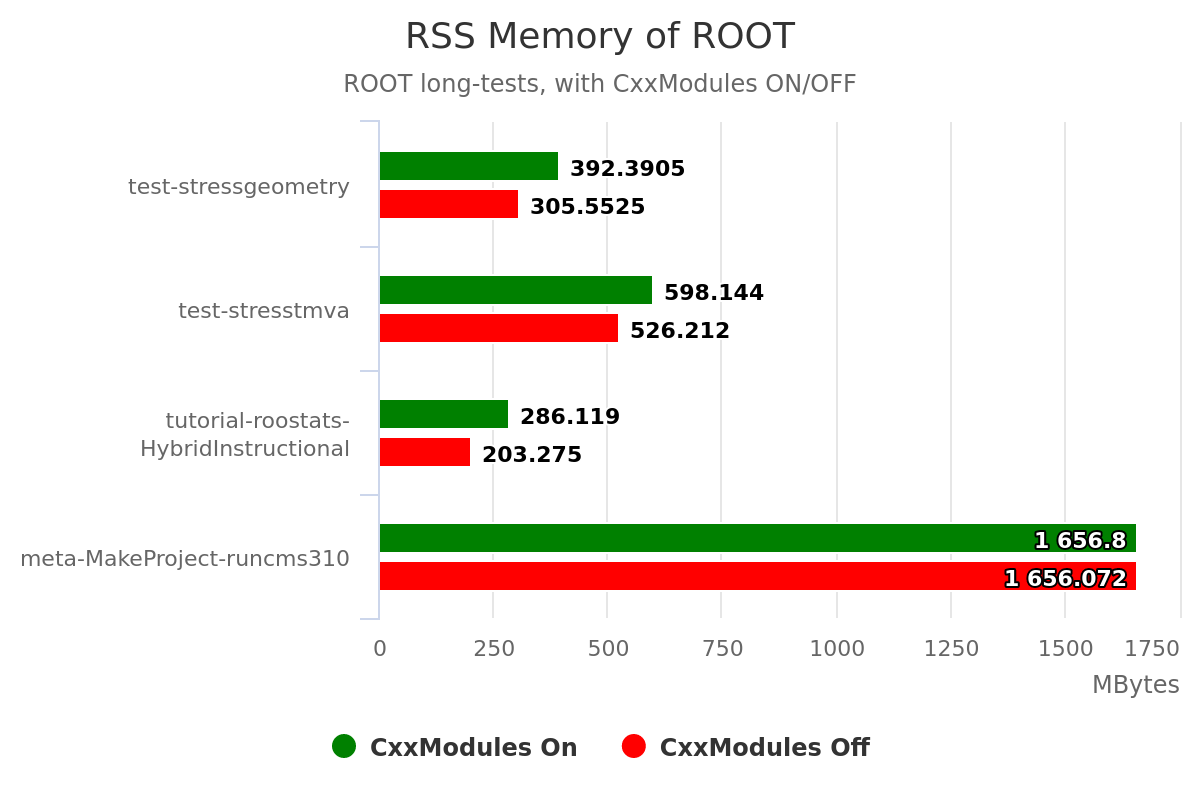 RSS Memory of ROOT
ROOT long-tests, with CxxModules ON/OFF
test-stressgeometry
392.3905
305.5525
test-stresstmva
598.144
526.212
tutorial-roostats-
HybridInstructional
286.119
203.275
meta-MakeProject-runcms310
1 656.8
1 656.072
0 250 500 750 1000 1250 1500 1750
MBytes
CxxModules On CxxModules Off